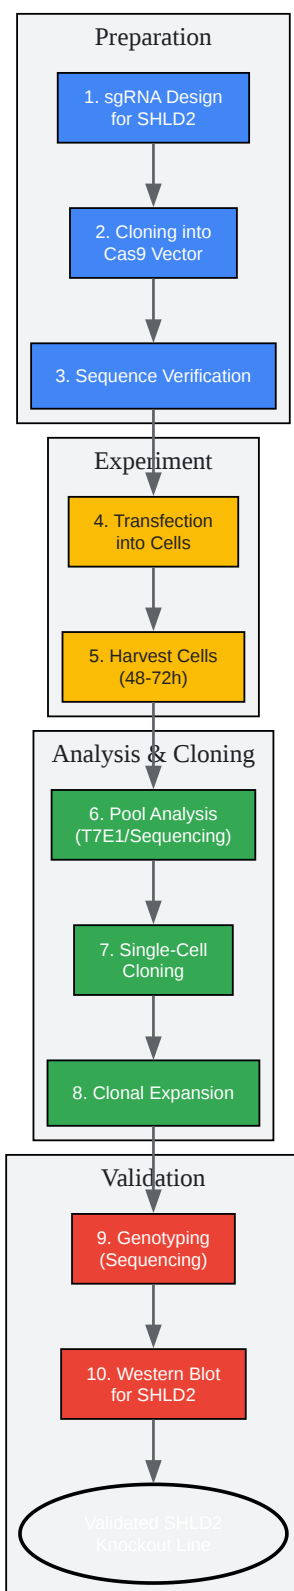 Preparation
1. sgRNA Design
for SHLD2
2. Cloning into
Cas9 Vector
3. Sequence Verification
Experiment
4. Transfection
into Cells
5. Harvest Cells
(48-72h)
Analysis & Cloning
6. Pool Analysis
(T7E1/Sequencing)
7. Single-Cell
Cloning
8. Clonal Expansion
Validation
9. Genotyping
(Sequencing)
10. Western Blot
for SHLD2
Validated SHLD2
Knockout Line